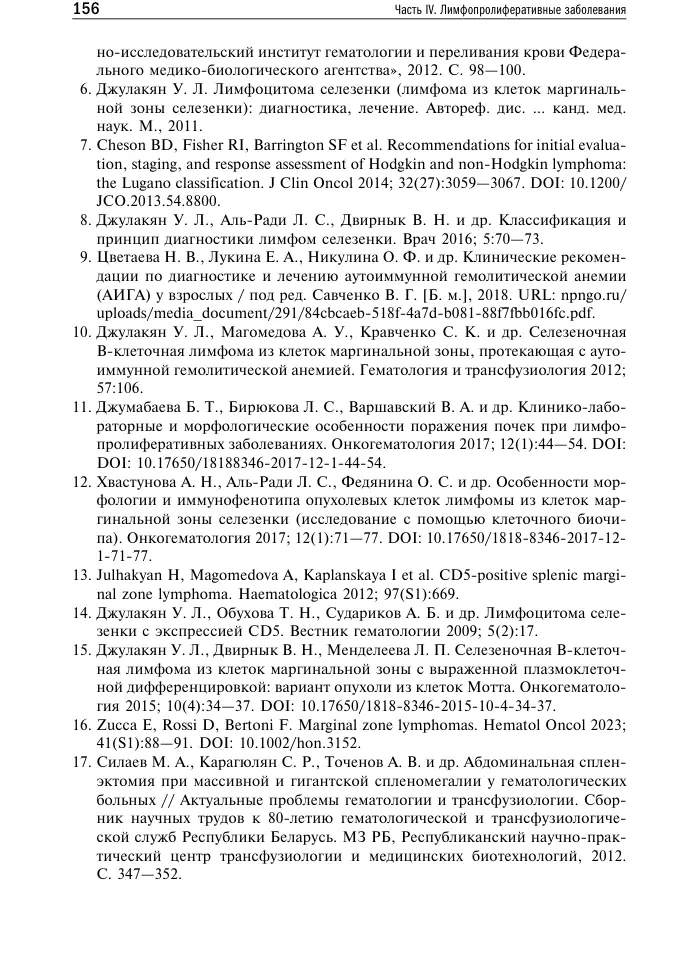 156
Часть IV. Лимфопролиферативные заболевания
но-исследовательский институт гематологии и переливания крови Федера-
льного медико-биологического агентства», 2012. С. 98—100.
6. Джулакян У. Л. Лимфоцитома селезенки (лимфома из клеток маргиналь-
ной зоны селезенки): диагностика, лечение. Автореф. дис. ... канд. мед.
наук. М., 2011.
7. Cheson BD, Fisher RI, Barrington SF et al. Recommendations for initial evalua-
tion, staging, and response assessment of Hodgkin and non-Hodgkin lymphoma:
the Lugano classification. J Clin Oncol 2014; 32(27):3059—3067. DOI: 10.1200/
JCO.2013.54.8800.
8. Джулакян У. Л., Аль-Ради Л. С., Двирнык В. Н. и др. Классификация и
принцип диагностики лимфом селезенки. Врач 2016; 5:70—73.
9. Цветаева Н. В., Лукина Е. А., Никулина О. Ф. и др. Клинические рекомен-
дации по диагностике и лечению аутоиммунной гемолитической анемии
(АИГА) у взрослых / под ред. Савченко В. Г. [Б. м.], 2018. URL: npngo.ru/
uploads/media_document/291/84cbcaeb-518f-4a7d-b081-88f7fbb016fc.pdf.
10. Джулакян У. Л., Магомедова А. У., Кравченко С. К. и др. Селезеночная
В-клеточная лимфома из клеток маргинальной зоны, протекающая с ауто-
иммунной гемолитической анемией. Гематология и трансфузиология 2012;
57:106.
11. Джумабаева Б. Т., Бирюкова Л. С., Варшавский В. А. и др. Клинико-лабо-
раторные и морфологические особенности поражения почек при лимфо-
пролиферативных заболеваниях. Онкогематология 2017; 12(1):44—54. DOI:
DOI: 10.17650/18188346-2017-12-1-44-54.
12. Хвастунова А. Н., Аль-Ради Л. С., Федянина О. С. и др. Особенности мор-
фологии и иммунофенотипа опухолевых клеток лимфомы из клеток мар-
гинальной зоны селезенки (исследование с помощью клеточного биочи-
па). Онкогематология 2017; 12(1):71—77. DOI: 10.17650/1818-8346-2017-12-
1-71-77.
13. Julhakyan H, Magomedova A, Kaplanskaya I et al. CD5-positive splenic margi-
nal zone lymphoma. Haematologica 2012; 97(S1):669.
14. Джулакян У. Л., Обухова Т. Н., Судариков А. Б. и др. Лимфоцитома селе-
зенки с экспрессией CD5. Вестник гематологии 2009; 5(2):17.
15. Джулакян У. Л., Двирнык В. Н., Менделеева Л. П. Селезеночная В-клеточ-
ная лимфома из клеток маргинальной зоны с выраженной плазмоклеточ-
ной дифференцировкой: вариант опухоли из клеток Мотта. Онкогематоло-
гия 2015; 10(4):34—37. DOI: 10.17650/1818-8346-2015-10-4-34-37.
16. Zucca E, Rossi D, Bertoni F. Marginal zone lymphomas. Hematol Oncol 2023;
41(S1):88—91. DOI: 10.1002/hon.3152.
17. Силаев М. А., Карагюлян С. Р., Точенов А. В. и др. Абдоминальная сплен-
эктомия при массивной и гигантской спленомегалии у гематологических
больных // Актуальные проблемы гематологии и трансфузиологии. Сбор-
ник научных трудов к 80-летию гематологической и трансфузиологиче-
ской служб Республики Беларусь. МЗ РБ, Республиканский научно-прак-
тический центр трансфузиологии и медицинских биотехнологий, 2012.
С. 347—352.